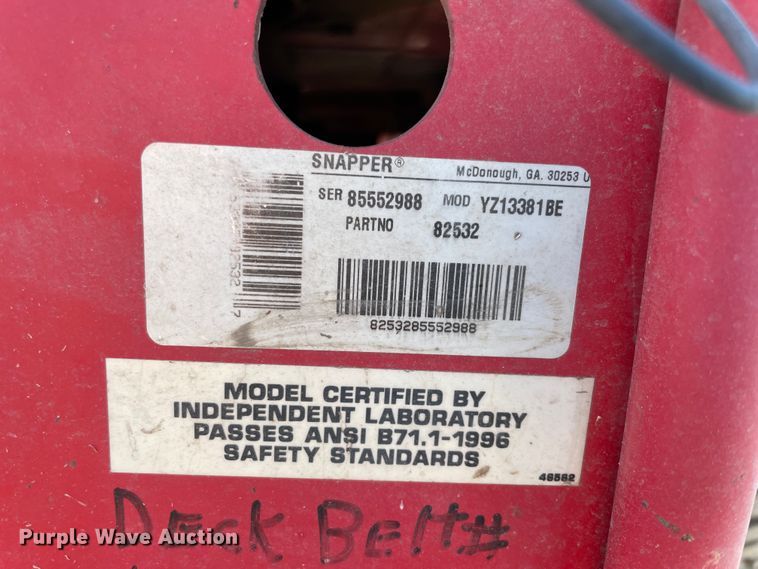 SNAPPER®
McDonough, GA. 30253 U
SER 85552988 MOD YZ13381BE
PARTNO 82532
8253285552988
MODEL CERTIFIED BY
INDEPENDENT LABORATORY
PASSES ANSI B71.1-1996
SAFETY STANDARDS
46582
Deck Belt#
Purple Wave Auction